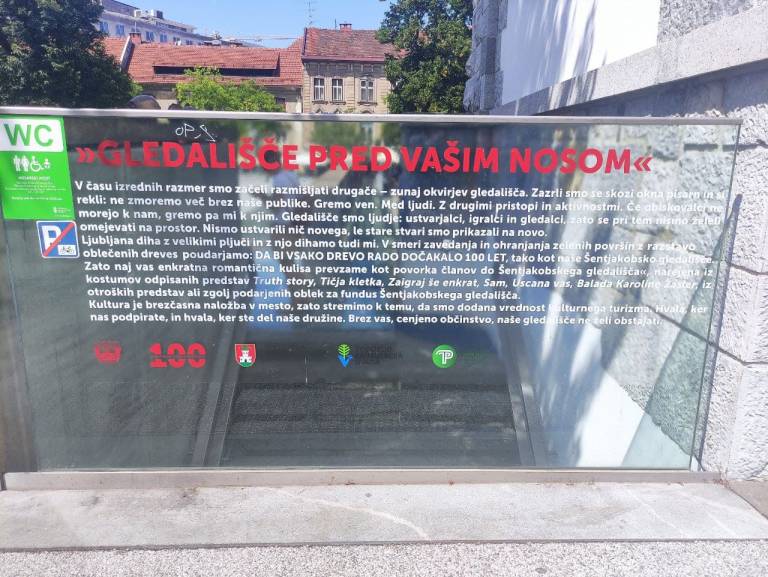 WC
»GLEDALIŠČE PRED VAŠIM NOSOM«
V času izrednih razmer smo začeli razmišljati drugače – zunaj okvirjev gledališča. Zazrli smo se skozi okna pisarn in si
rekli: ne zmoremo več brez naše publike. Gremo ven. Med ljudi. Z drugimi pristopi in aktivnostmi. Če obiskovalci ne
morejo k nam, gremo pa mi k njim. Gledališče smo ljudje: ustvarjalci, igralci in gledalci, zato se pri tem nismo želeli
omejevati na prostor. Nismo ustvarili nič novega, le stare stvari smo prikazali na novo.
Ljubljana diha z velikimi pljuči in z njo dihamo tudi mi. V smeri zavedanja in ohranjanja zelenih površin z razstavo
oblečenih dreves poudarjamo: DA BI VSAKO DREVO RADO DOČAKALO 100 LET, tako kot naše Šentjakobsko gledališče.
Zato naj vas enkratna romantična kulisa prevzame kot povorka članov do Šentjakobskega gledališča«, narejena iz
kostumov odpisanih predstav Truth story, Tičja kletka, Zaigraj še enkrat, Sam, Uscana vas, Balada Karoline Žašler, iz
otroških predstav ali zgolj podarjenih oblek za fundus Šentjakobskega gledališča.
Kultura je brezčasna naložba v mesto, zato stremimo k temu, da smo dodana vrednost kulturnega turizma. Hvala, ker
nas podpirate, in hvala, ker ste del naše družine. Brez vas, cenjeno občinstvo, naše gledališče ne želi obstajati.
100
P